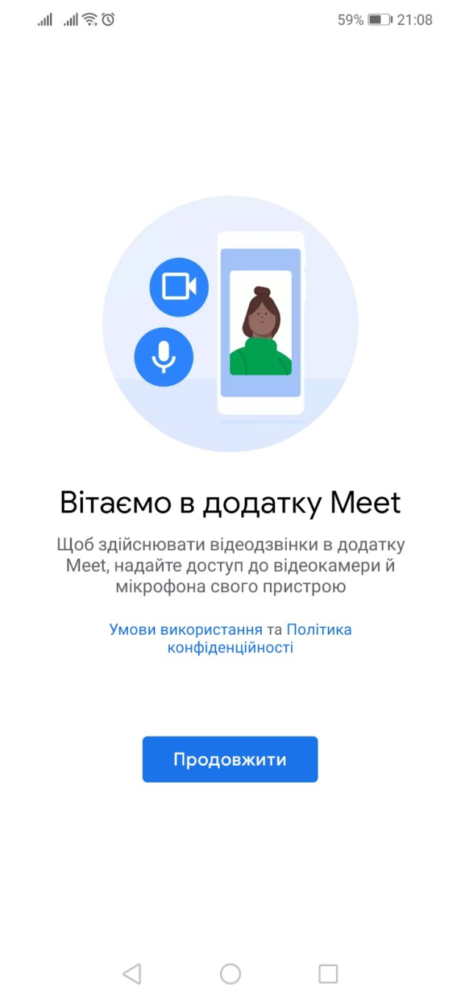 59% 21:08
Вітаємо в додатку Meet
Щоб здійснювати відеодзвінки в додатку
Meet, надайте доступ до відеокамери й
мікрофона свого пристрою
Умови використання та Політика
конфіденційності
Продовжити